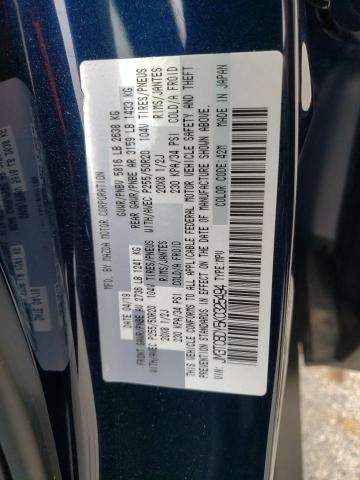 MFD. BY MAZDA MOTOR CORPORATION
DATE: 04/19 GVWR/PNBV: 5816 LB 2638 KG
FRONT GAWR/PNBE AV 2736 LB 1241 KG REAR GAWR/PNBE AR 3159 LB 1433 KG
WITH/AVEC P255/50R20 104V TIRES/PNEUS WITH/AVEC P255/50R20 104V TIRES/PNEUS
20X8 1/2J RIMS/JANTES 20X8 1/2J RIMS/JANTES
230 KPA/34 PSI COLD/A FROID 230 KPA/34 PSI COLD/A FROID
THIS VEHICLE CONFORMS TO ALL APPLICABLE FEDERAL MOTOR VEHICLE SAFETY AND
THEFT PREVENTION STANDARDS IN EFFECT ON THE DATE OF MANUFACTURE SHOWN ABOVE.
COLOR CODE: 42M MADE IN JAPAN
VIN: TYPE: MPV